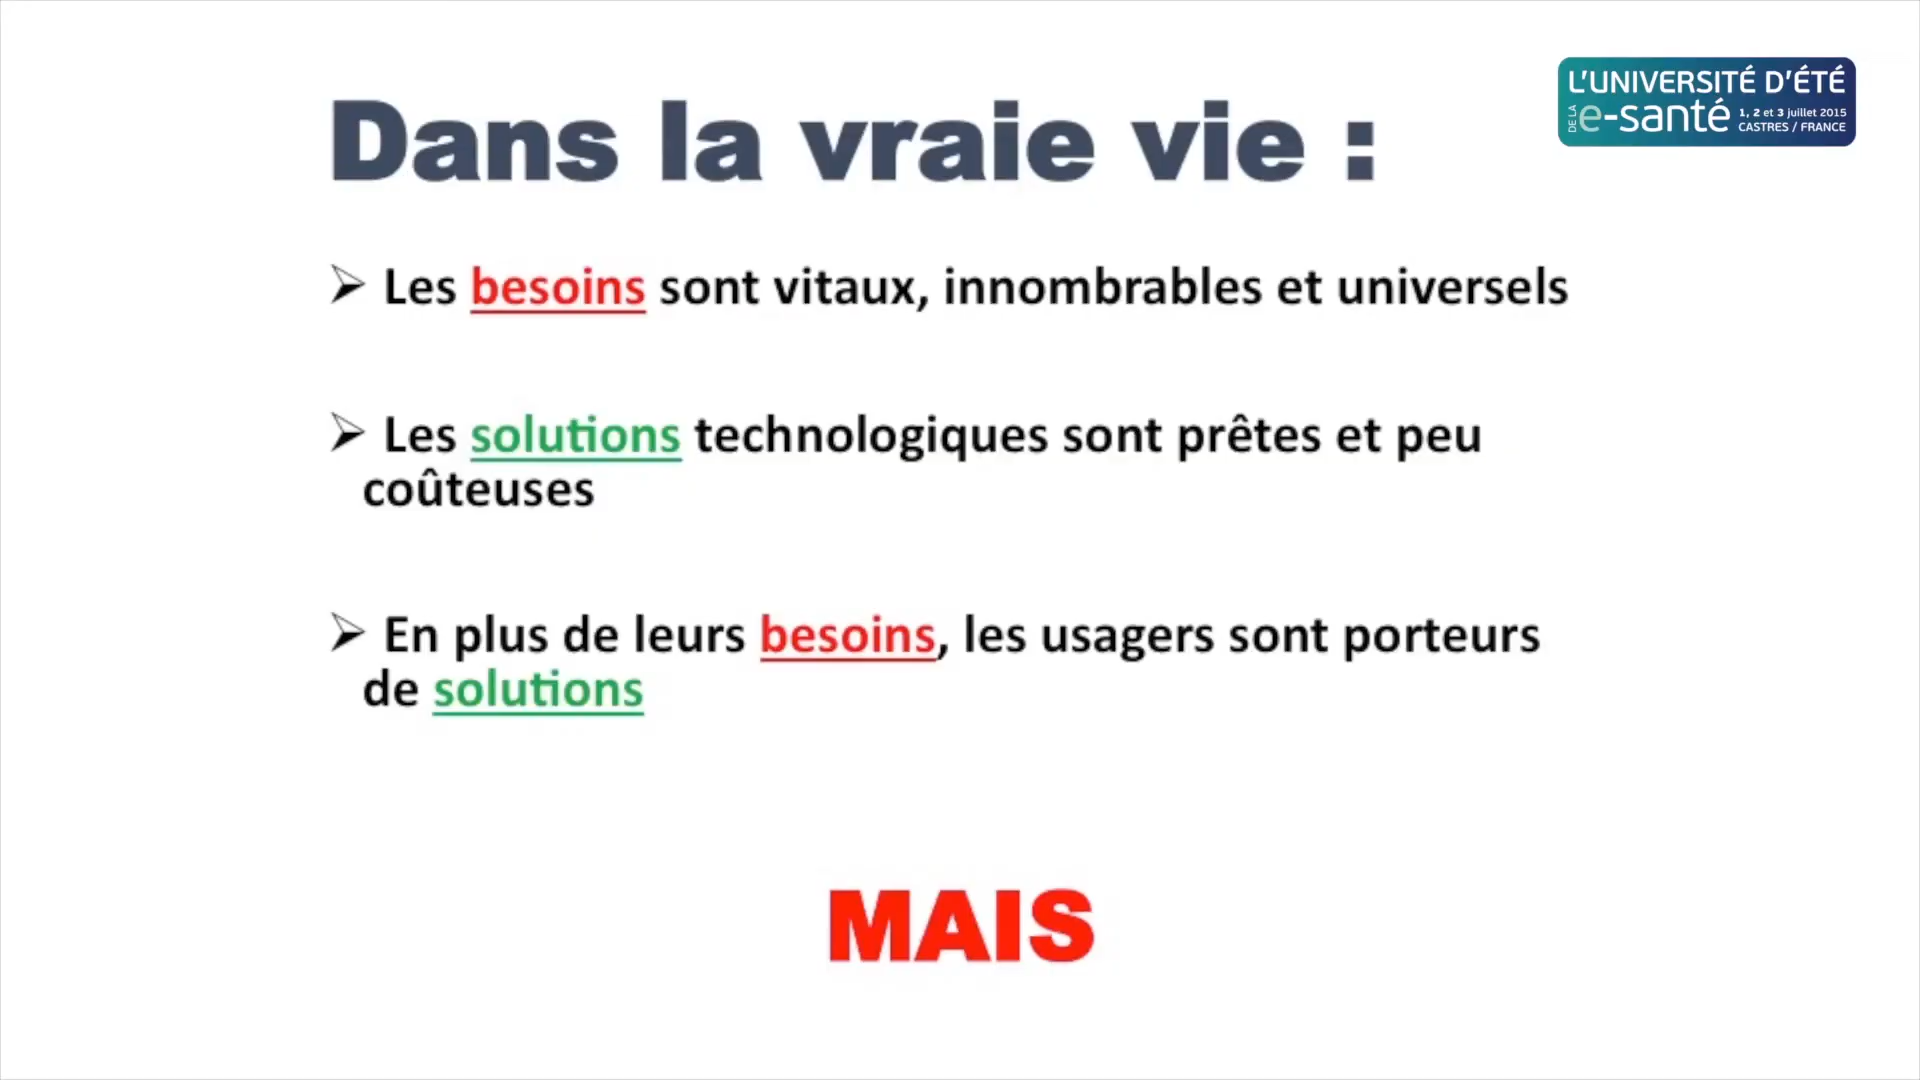 L'UNIVERSITÉ D'ÉTÉ
DE LA e-santé 1, 2 et 3 juillet 2015
CASTRES / FRANCE
Dans la vraie vie :
➢ Les besoins sont vitaux, innombrables et universels
➢ Les solutions technologiques sont prêtes et peu
coûteuses
➢ En plus de leurs besoins, les usagers sont porteurs
de solutions
MAIS